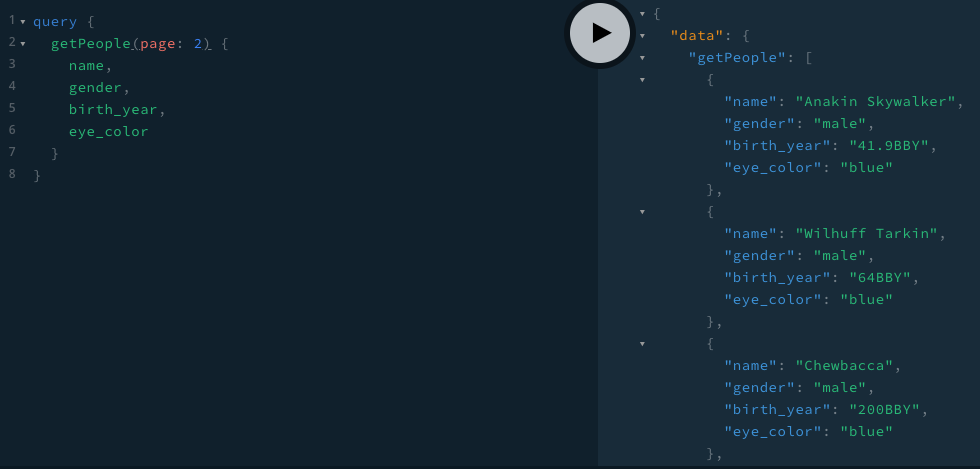 1 query {
2 getPeople(page: 2) {
3 name,
4 gender,
5 birth_year,
6 eye_color
7 }
8 }
{
"data": {
"getPeople": [
{
"name": "Anakin Skywalker",
"gender": "male",
"birth_year": "41.9BBY",
"eye_color": "blue"
},
{
"name": "Wilhuff Tarkin",
"gender": "male",
"birth_year": "64BBY",
"eye_color": "blue"
},
{
"name": "Chewbacca",
"gender": "male",
"birth_year": "200BBY",
"eye_color": "blue"
},